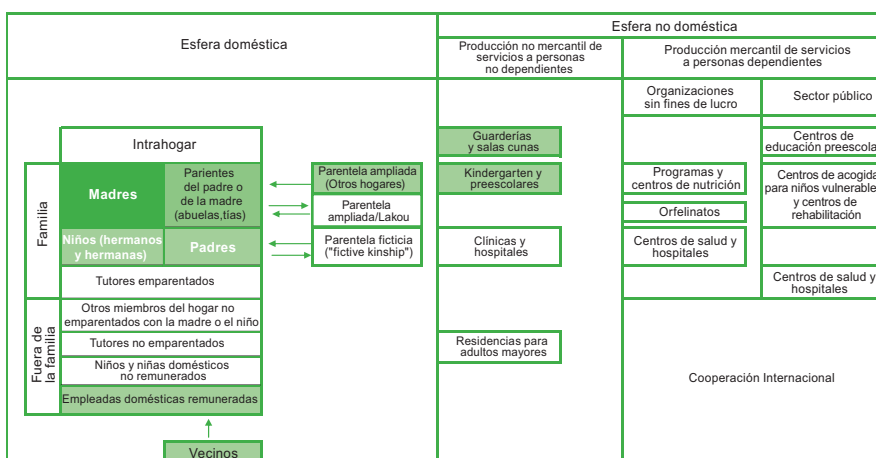 Esfera doméstica
Esfera no doméstica
Producción no mercantil de
servicios a personas
no dependientes
Producción mercantil de servicios
a personas dependientes
Organizaciones
sin fines de lucro
Sector público
Intrahogar
Familia
Madres
Parientes
del padre o
de la madre
(abuelas,tías)
Niños (hermanos
y hermanas)
Padres
Tutores emparentados
Fuera de
la familia
Otros miembros del hogar no
emparentados con la madre o el niño
Tutores no emparentados
Niños y niñas domésticos
no remunerados
Empleadas domésticas remuneradas
Vecinos
Parentela ampliada
(Otros hogares)
Parentela
ampliada/Lakou
Parentela ficticia
("fictive kinship")
Guarderías
y salas cunas
Kindergarten y
preescolares
Clínicas y
hospitales
Residencias para
adultos mayores
Programas y
centros de nutrición
Orfelinatos
Centros de salud y
hospitales
Centros de
educación preescola
Centros de acogida
para niños vulnerable
y centros de
rehabilitación
Centros de salud y
hospitales
Cooperación Internacional